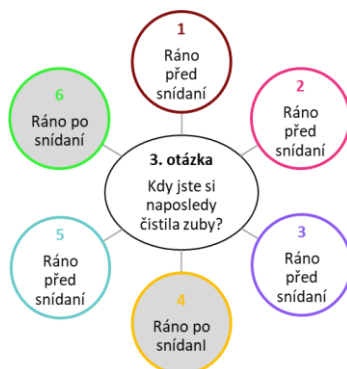 1
Ráno
před
snídaní
2
Ráno
před
snídaní
3
Ráno
před
snídaní
4
Ráno po
snídanI
5
Ráno
před
snídaní
6
Ráno po
snídaní
3. otázka
Kdy jste si
naposledy
čistila zuby?